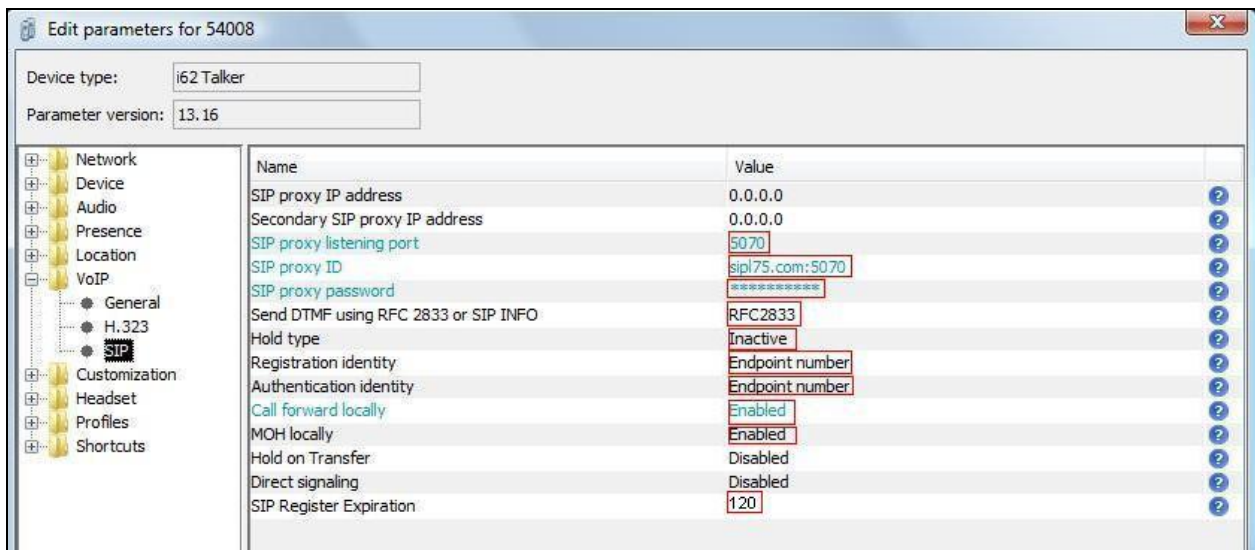 Edit parameters for 54008
Device type: i62 Talker
Parameter version: 13.16
Network
Device
Audio
Presence
Location
VoIP
General
H.323
SIP
Customization
Headset
Profiles
Shortcuts
Name Value
SIP proxy IP address 0.0.0.0
Secondary SIP proxy IP address 0.0.0.0
SIP proxy listening port 5070
SIP proxy ID sipl75.com:5070
SIP proxy password **********
Send DTMF using RFC 2833 or SIP INFO RFC2833
Hold type Inactive
Registration identity Endpoint number
Authentication identity Endpoint number
Call forward locally Enabled
MOH locally Enabled
Hold on Transfer Disabled
Direct signaling Disabled
SIP Register Expiration 120